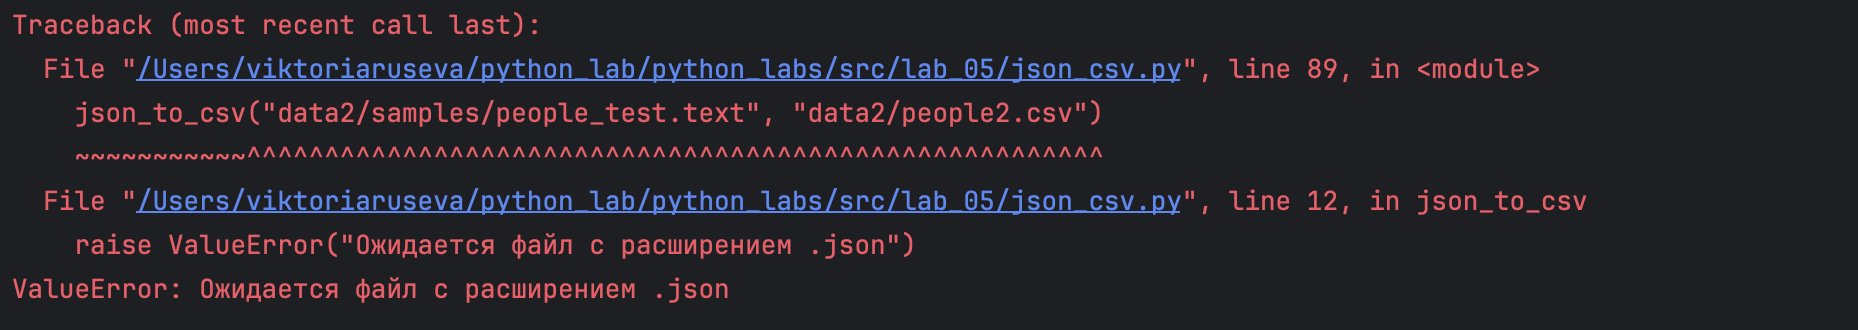 Traceback (most recent call last):
  File "/Users/viktoriaruseva/python_lab/python_labs/src/lab_05/json_csv.py", line 89, in <module>
    json_to_csv("data2/samples/people_test.text", "data2/people2.csv")
    ~~~~~~~~~~~^^^^^^^^^^^^^^^^^^^^^^^^^^^^^^^^^^^^^^^^^^^^^^^^^^^^^^^
  File "/Users/viktoriaruseva/python_lab/python_labs/src/lab_05/json_csv.py", line 12, in json_to_csv
    raise ValueError("Ожидается файл с расширением .json")
ValueError: Ожидается файл с расширением .json